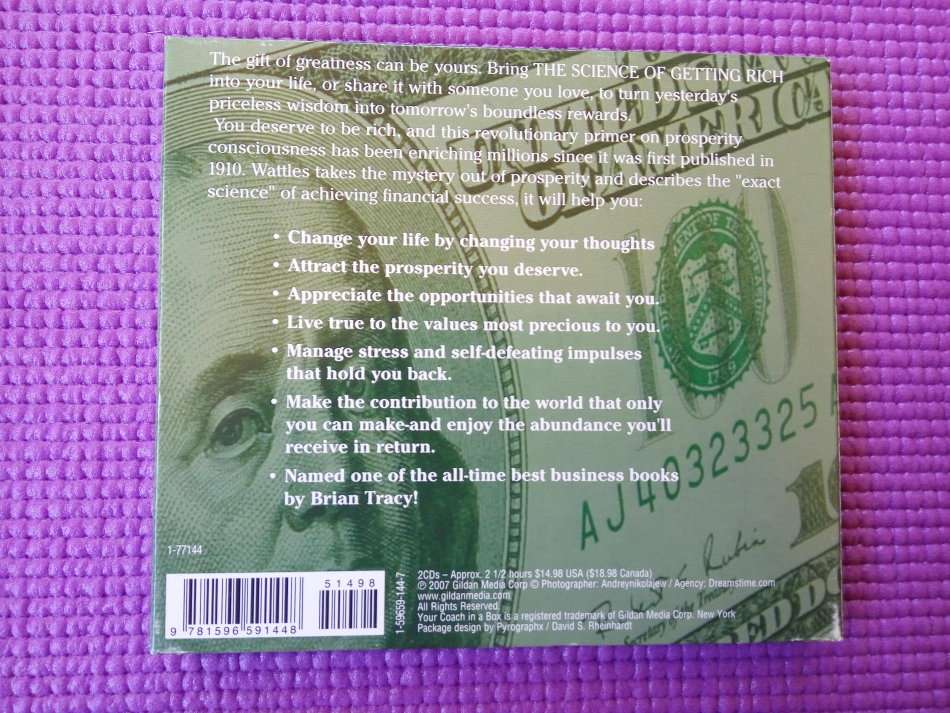 The gift of greatness can be yours. Bring THE SCIENCE OF GETTING RICH
into your life, or share it with someone you love, to turn yesterday's
priceless wisdom into tomorrow's boundless rewards.
You deserve to be rich, and this revolutionary primer on prosperity
consciousness has been enriching millions since it was first published in
1910. Wattles takes the mystery out of prosperity and describes the "exact
science" of achieving financial success, it will help you:
• Change your life by changing your thoughts
• Attract the prosperity you deserve.
• Appreciate the opportunities that await you.
• Live true to the values most precious to you.
• Manage stress and self-defeating impulses
that hold you back.
• Make the contribution to the world that only
you can make-and enjoy the abundance you'll
receive in return.
• Named one of the all-time best business books
by Brian Tracy!
100
1789
AJ40323325
Rubin
1-77144
51498
9 781596 591448
1-59659-144-7
2CDs – Approx. 2 1/2 hours $14.98 USA ($18.98 Canada)
℗ 2007 Gildan Media Corp © Photographer: Andreynikolajew / Agency: Dreamstime.com
www.gildanmedia.com
All Rights Reserved.
Your Coach in a Box is a registered trademark of Gildan Media Corp. New York
Package design by Pyrographx / David S. Rheinhardt